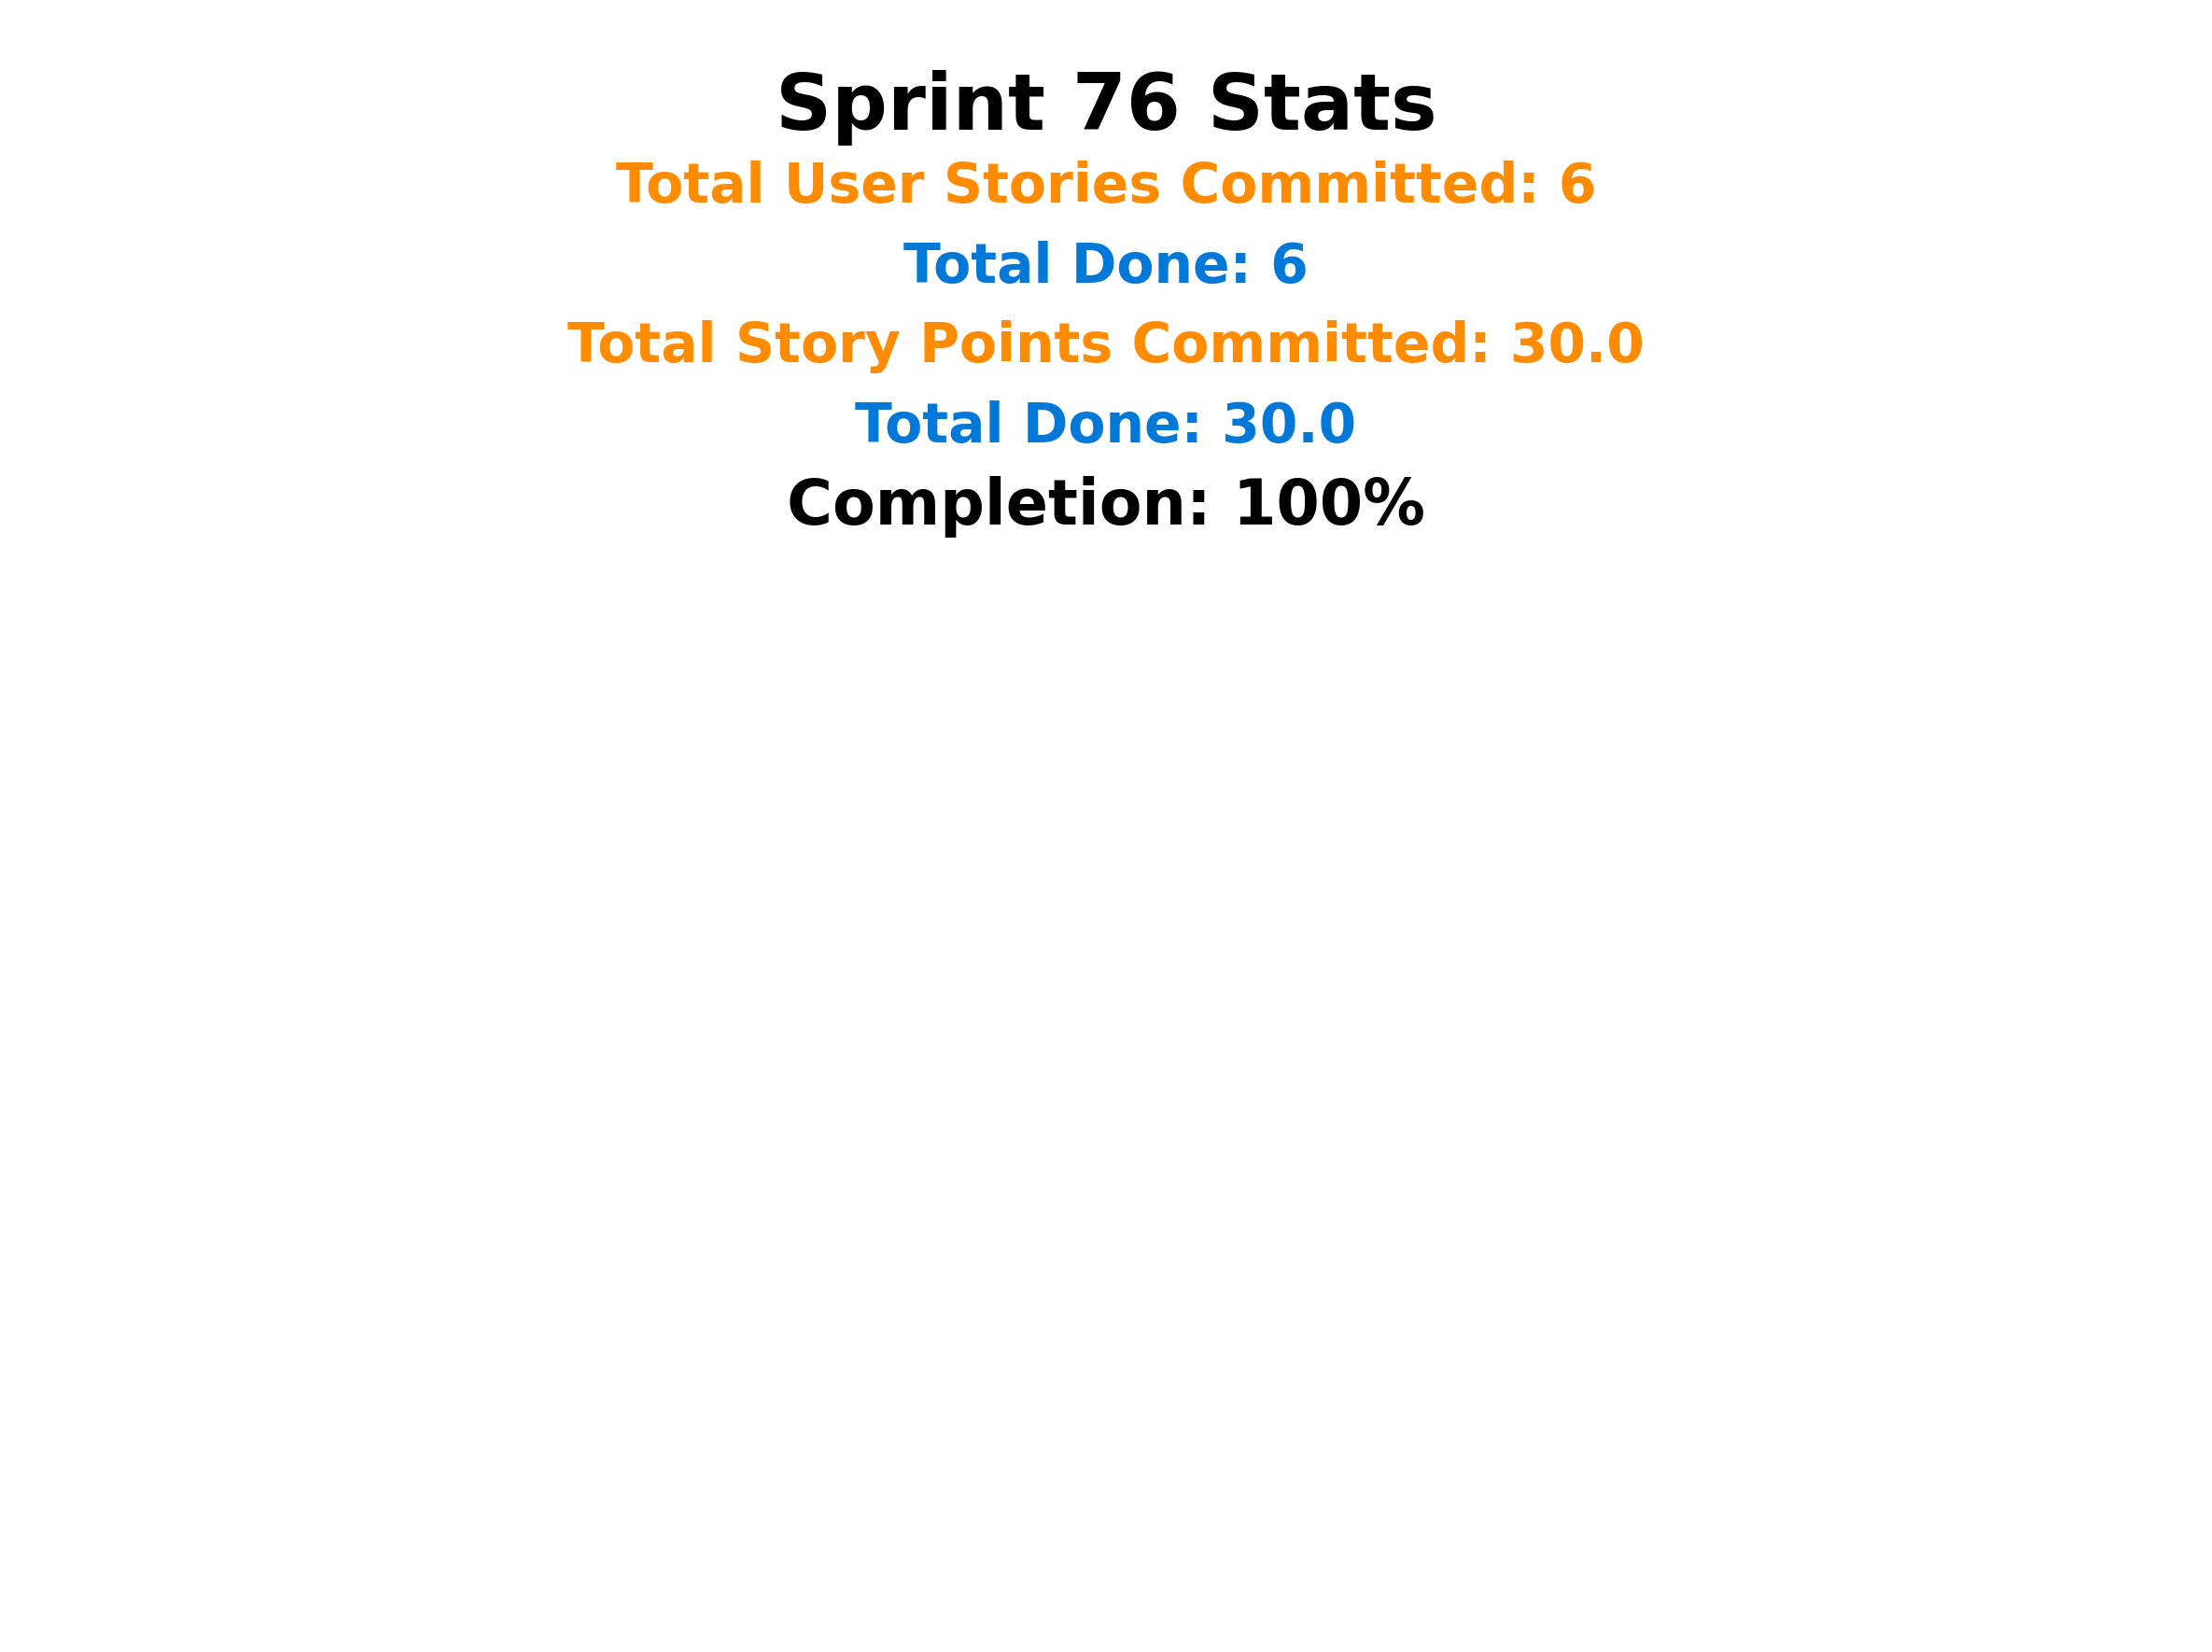 Sprint 76 Stats
Total User Stories Committed: 6
Total Done: 6
Total Story Points Committed: 30.0
Total Done: 30.0
Completion: 100%